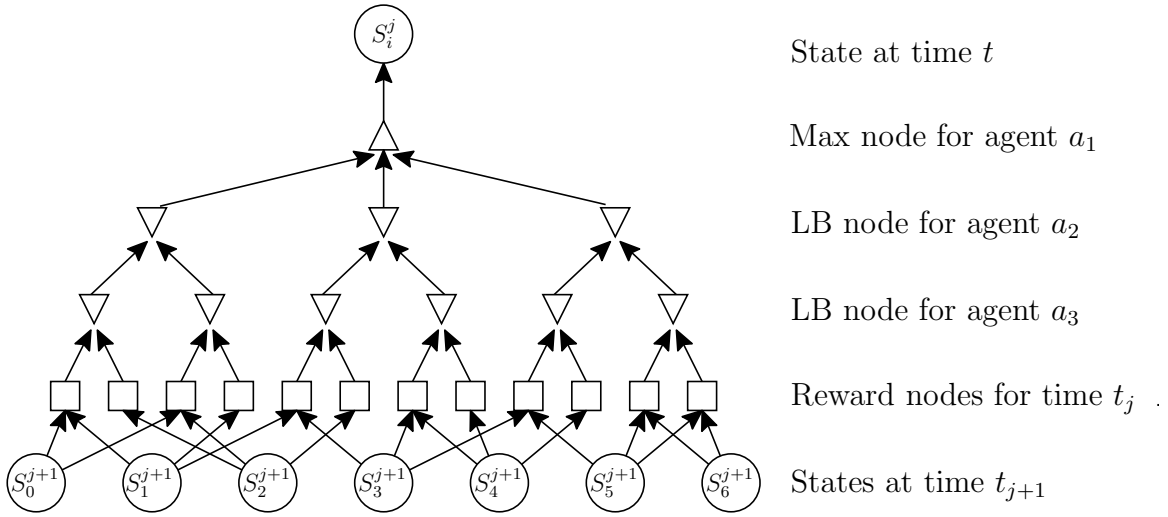 S_i^j
State at time t
Max node for agent a_1
LB node for agent a_2
LB node for agent a_3
Reward nodes for time t_j .
S_0^{j+1} S_1^{j+1} S_2^{j+1} S_3^{j+1} S_4^{j+1} S_5^{j+1} S_6^{j+1} States at time t_{j+1}